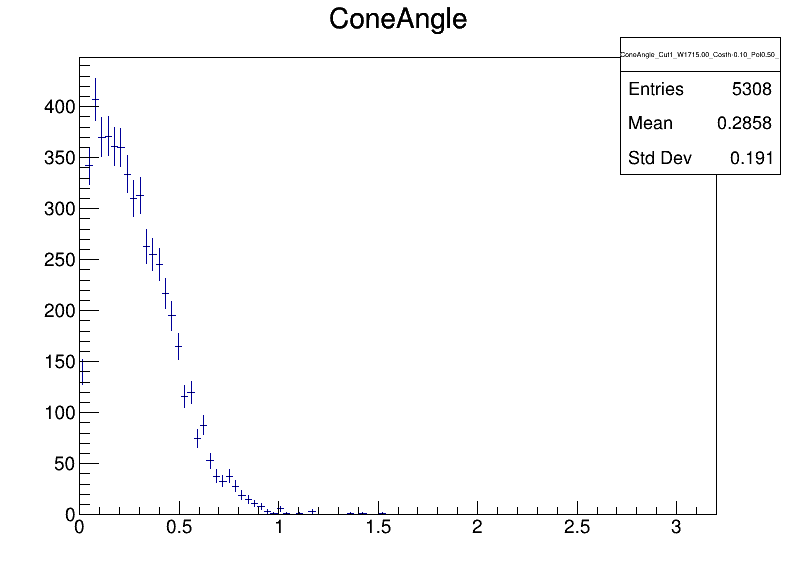 ConeAngle
ConeAngle_Cut1_W1715.00_Costh-0.10_Pol0.50_
Entries 5308
Mean 0.2858
Std Dev 0.191
400
350
300
250
200
150
100
50
0
0 0.5 1 1.5 2 2.5 3